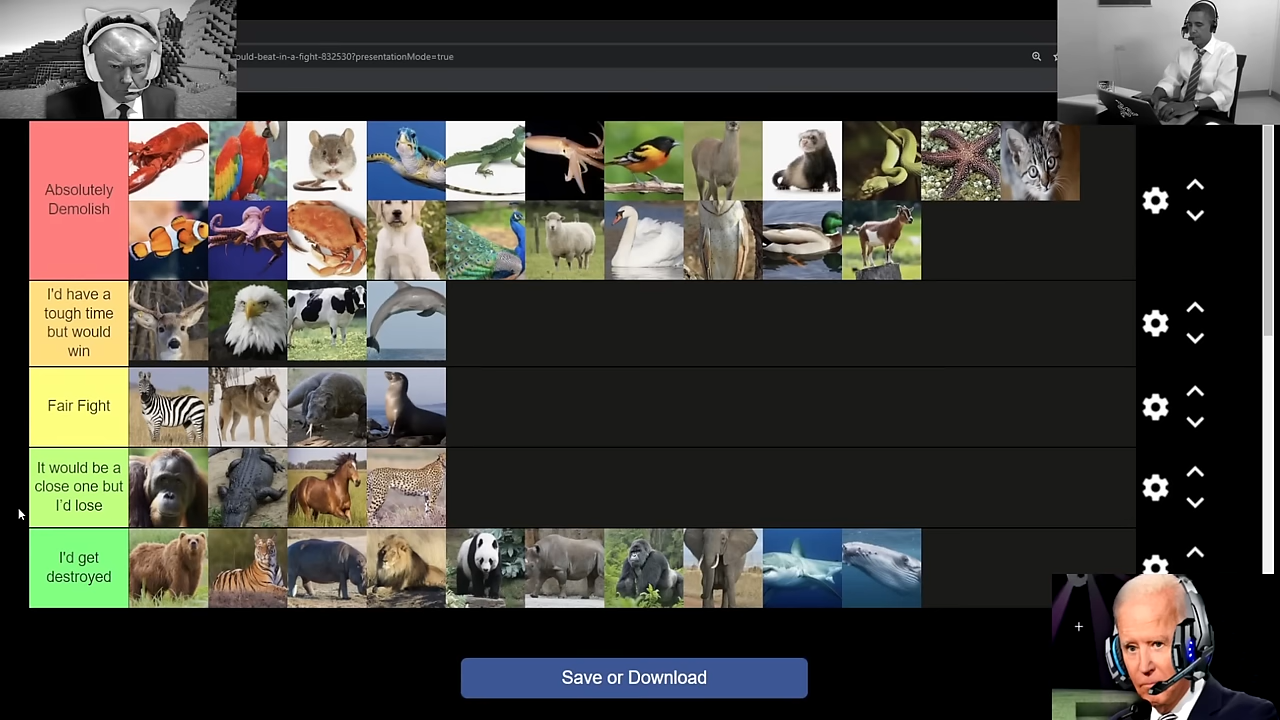 ould-beat-in-a-fight-832530?presentationMode=true
Absolutely
Demolish
I'd have a
tough time
but would
win
Fair Fight
It would be a
close one but
I'd lose
I'd get
destroyed
Save or Download